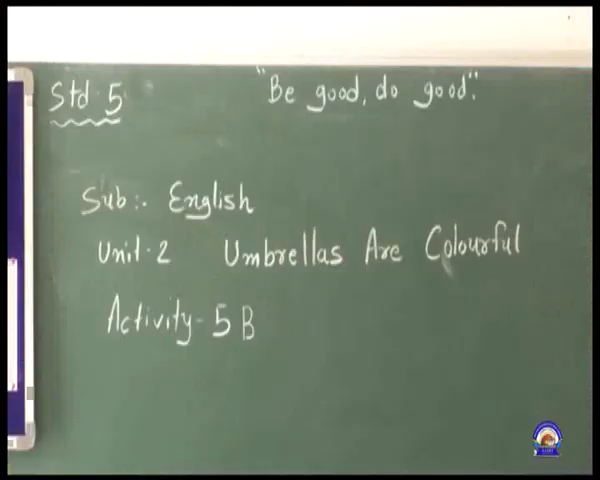 Std 5
"Be good, do good".
Sub:- English
Unit-2 Umbrellas Are Colourful
Activity-5 B